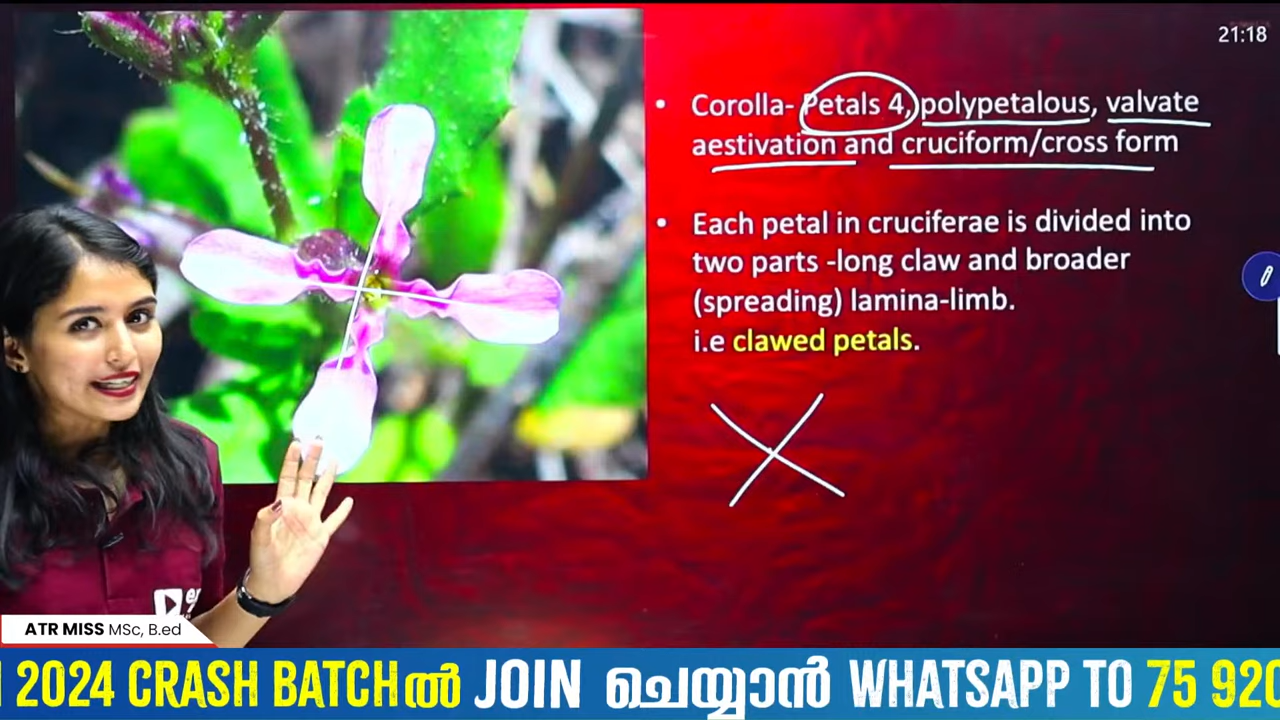 21:18
• Corolla- Petals 4, polypetalous, valvate
aestivation and cruciform/cross form
• Each petal in cruciferae is divided into
two parts -long claw and broader
(spreading) lamina-limb.
i.e clawed petals.
ATR MISS MSc, B.ed
2024 CRASH BATCHൽ JOIN ചെയ്യാൻ WHATSAPP TO 75 920